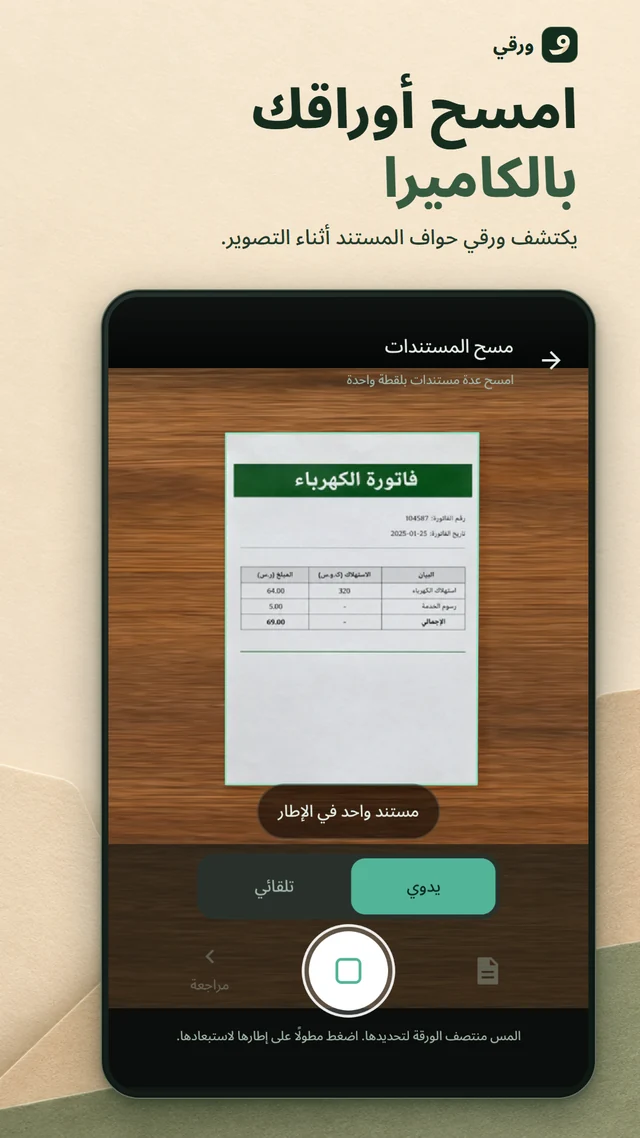 ورقي
امسح أوراقك
بالكاميرا
يكتشف ورقي حواف المستند أثناء التصوير.
مسح المستندات
امسح عدة مستندات بلقطة واحدة
فاتورة الكهرباء
رقم الفاتورة: 104587
تاريخ الفاتورة: 25-01-2025
البيان الاستهلاك (ك.و.س) المبلغ (ر.س)
استهلاك الكهرباء 320 64.00
رسوم الخدمة - 5.00
الإجمالي - 69.00
مستند واحد في الإطار
يدوي تلقائي
مراجعة
المس منتصف الورقة لتحديدها. اضغط مطولًا على إطارها لاستبعادها.